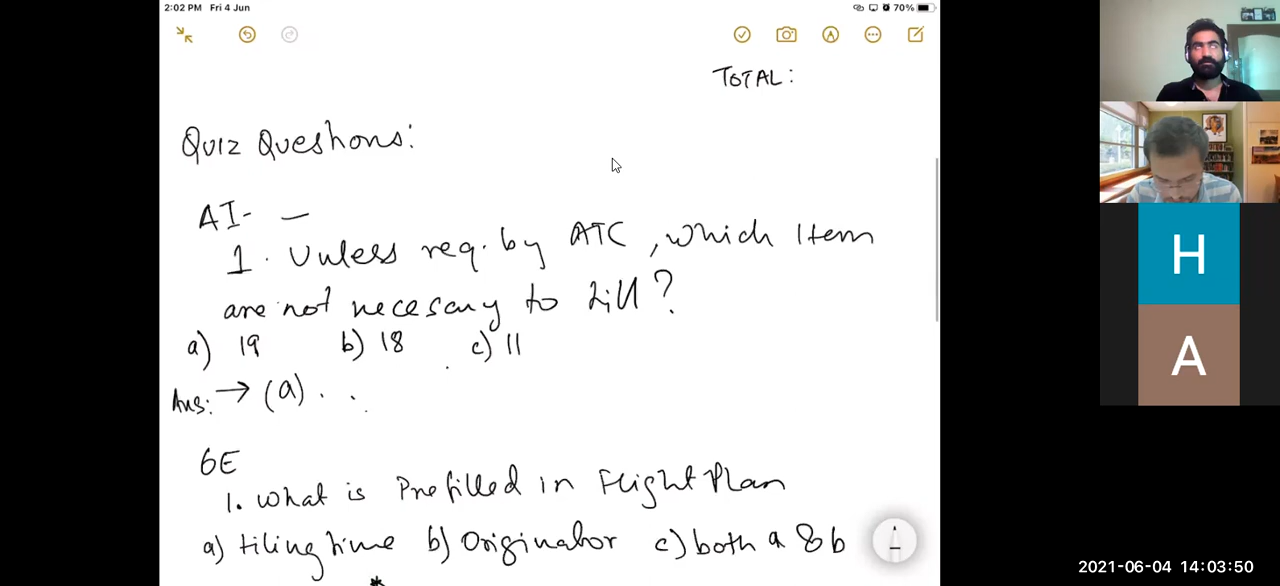 2:02 PM Fri 4 Jun
70%
TOTAL:
Quiz Questions:
AI- —
1. Unless req. by ATC, which Item
are not necesary to fill?
a) 19 b) 18 c) 11
Ans: → (a).
6E
1. What is Prefilled in Flight Plan
a) filing time b) Originator c) both a & b
H
A
2021-06-04 14:03:50